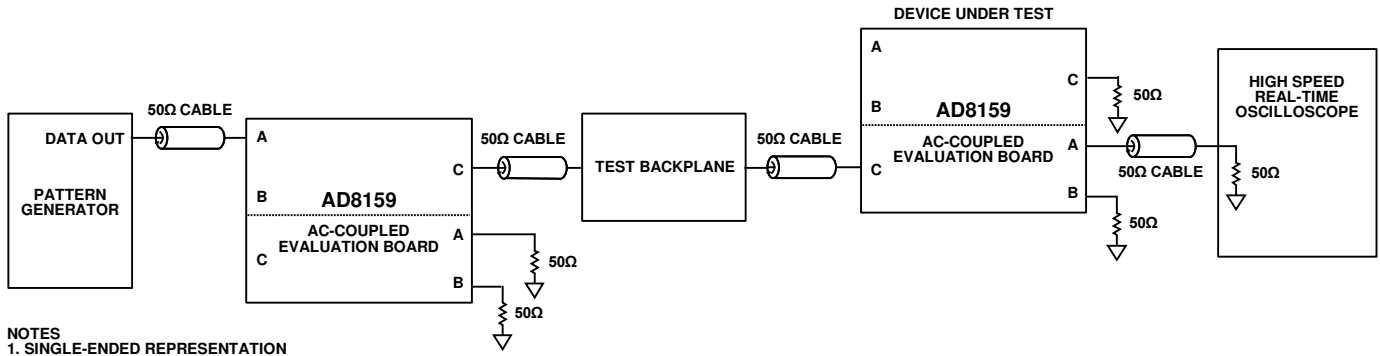 DATA OUT
PATTERN
GENERATOR
50Ω CABLE
A
B
C
AD8159
AC-COUPLED
EVALUATION BOARD
C
A
B
50Ω
50Ω
50Ω CABLE
TEST BACKPLANE
50Ω CABLE
DEVICE UNDER TEST
A
B
C
AD8159
AC-COUPLED
EVALUATION BOARD
C
A
B
50Ω
50Ω
50Ω CABLE
HIGH SPEED
REAL-TIME
OSCILLOSCOPE
50Ω
NOTES
1. SINGLE-ENDED REPRESENTATION